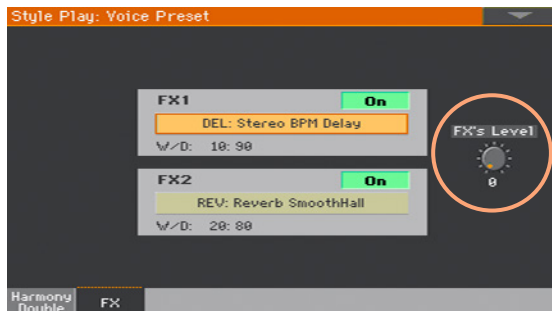 Style Play: Voice Preset
FX1 On
DEL: Stereo BPM Delay
W/D: 10:90
FX2 On
REV: Reverb SmoothHall
W/D: 20:80
FX's Level
0
Harmony
Double
FX